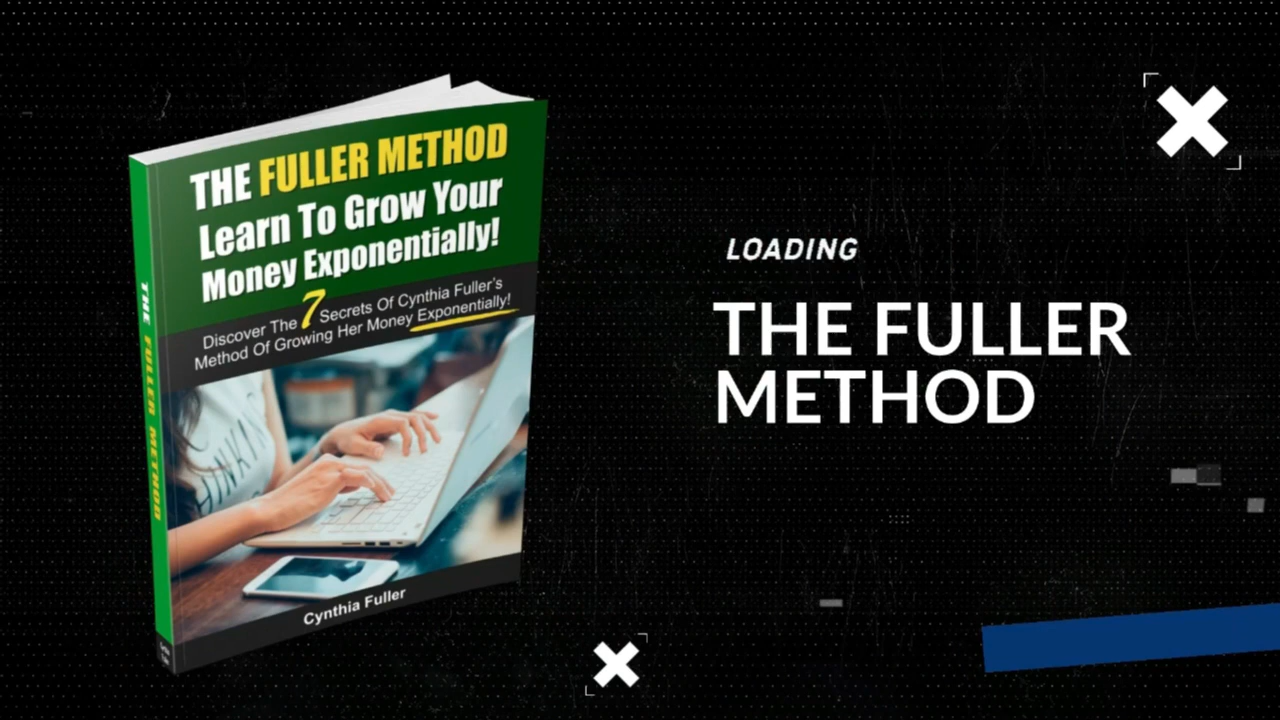 THE FULLER METHOD
Learn To Grow Your
Money Exponentially!
Discover The 7 Secrets Of Cynthia Fuller's
Method Of Growing Her Money Exponentially!
THE FULLER METHOD
Cynthia Fuller
LOADING
THE FULLER
METHOD